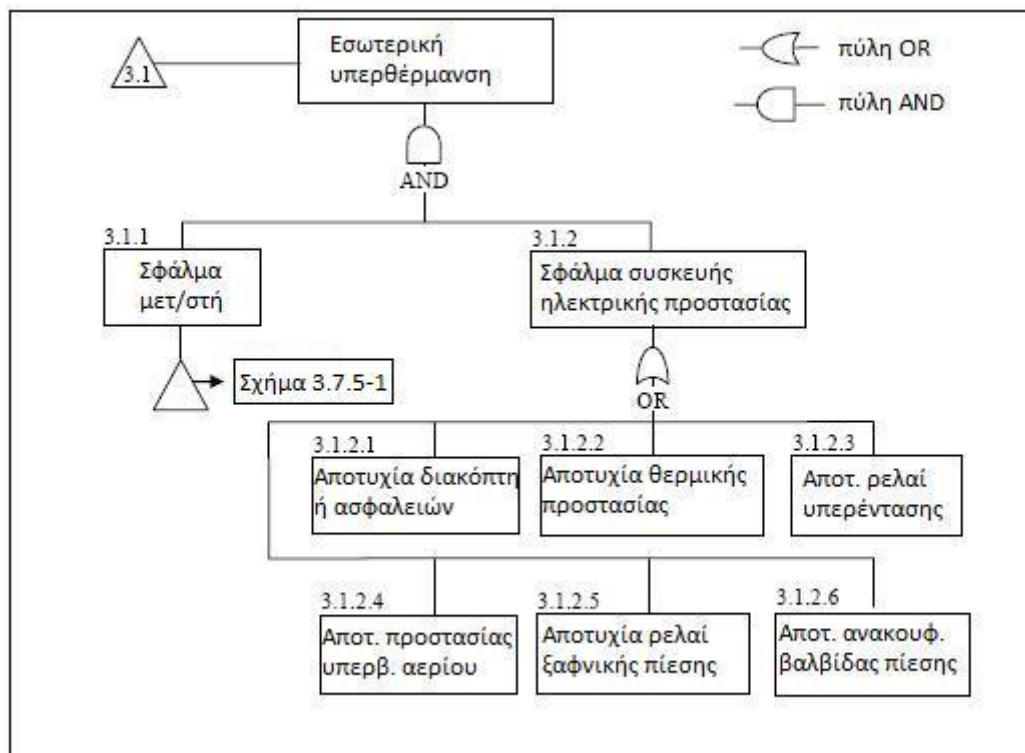 3.1
Εσωτερική
υπερθέρμανση
πύλη OR
πύλη AND
AND
3.1.1
Σφάλμα
μετ/στή
3.1.2
Σφάλμα συσκευής
ηλεκτρικής προστασίας
Σχήμα 3.7.5-1
OR
3.1.2.1
Αποτυχία διακόπτη
ή ασφαλειών
3.1.2.2
Αποτυχία θερμικής
προστασίας
3.1.2.3
Αποτ. ρελαί
υπερέντασης
3.1.2.4
Αποτ. προστασίας
υπερβ. αερίου
3.1.2.5
Αποτυχία ρελαί
ξαφνικής πίεσης
3.1.2.6
Αποτ. ανακουφ.
βαλβίδας πίεσης